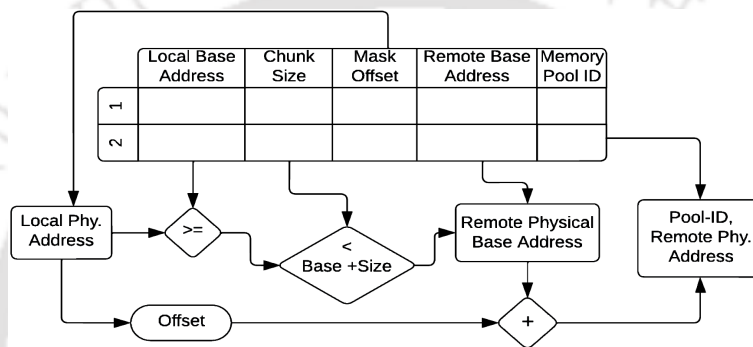 Local Base
Address
Chunk
Size
Mask
Offset
Remote Base
Address
Memory
Pool ID
1
2
Local Phy.
Address
>=
<
Base +Size
Remote Physical
Base Address
Pool-ID,
Remote Phy.
Address
Offset
+